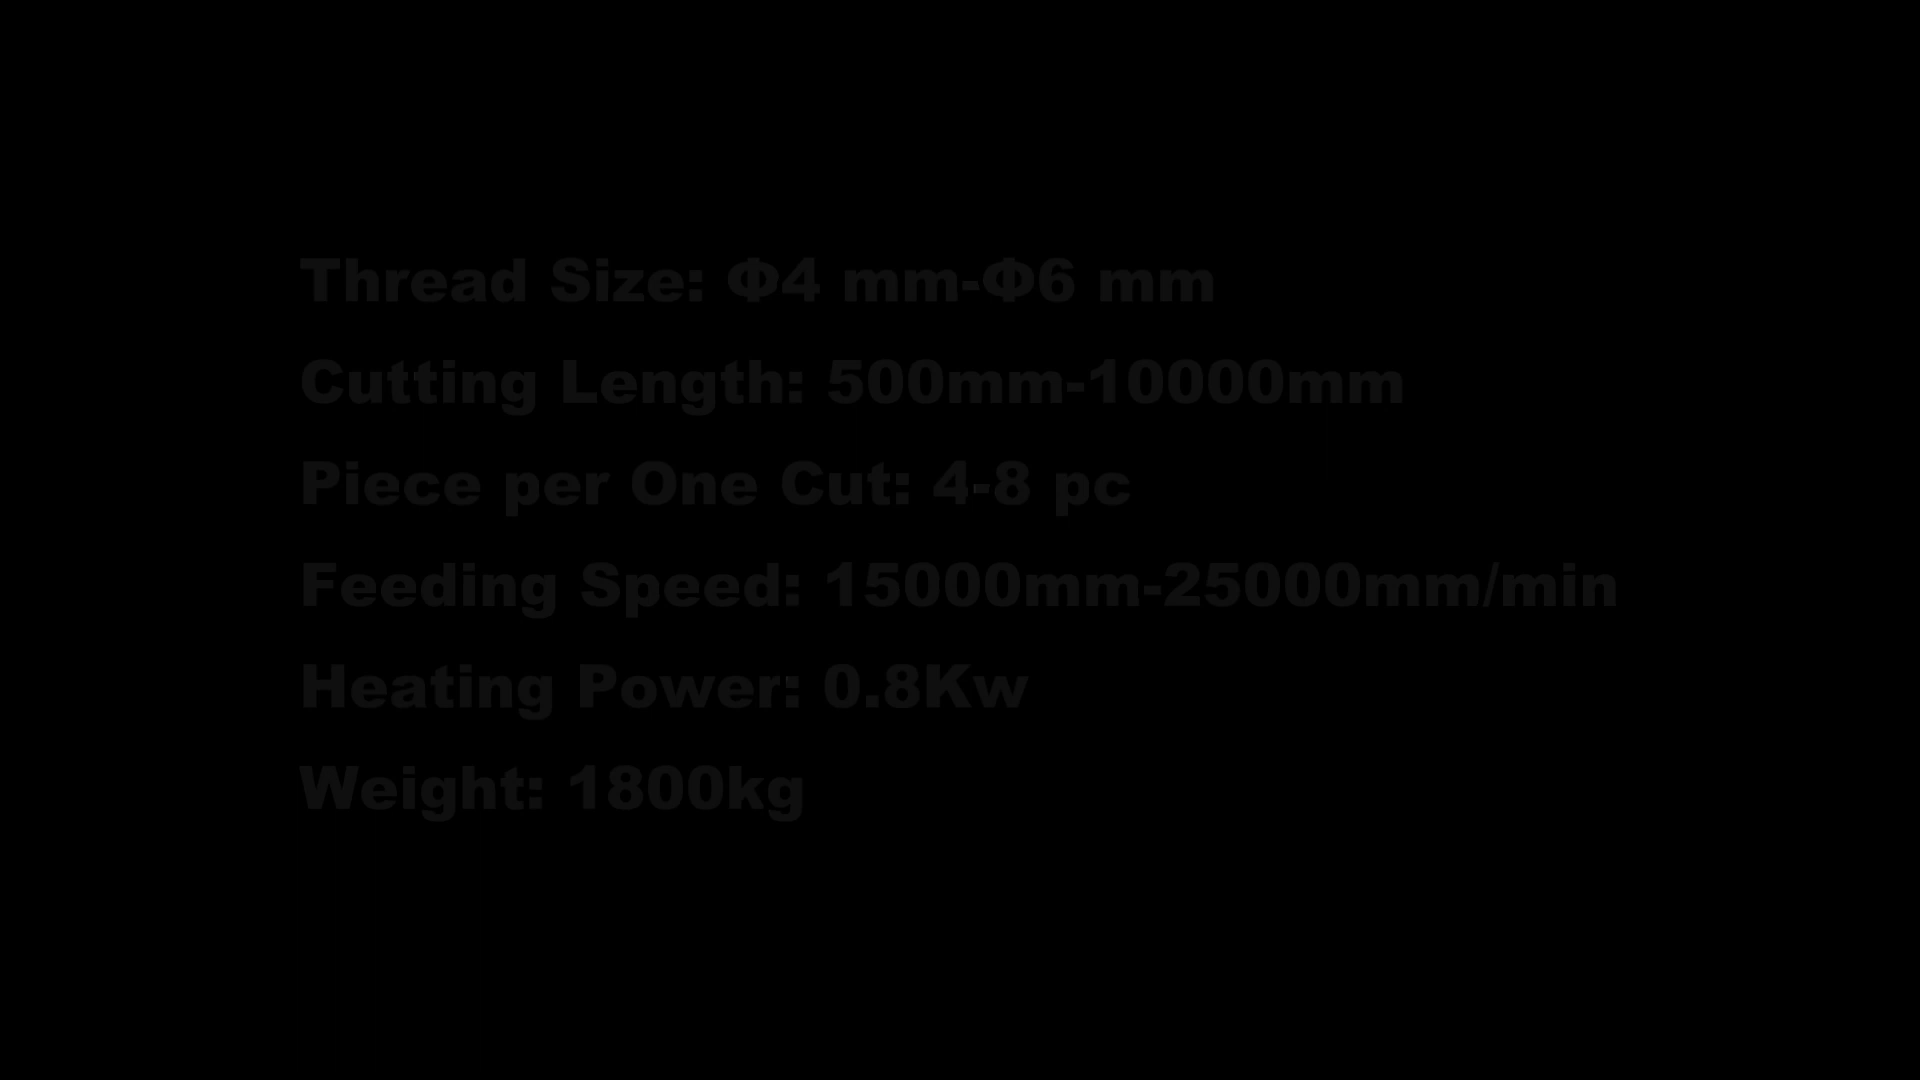 Thread Size: Φ4 mm-Φ6 mm
Cutting Length: 500mm-10000mm
Piece per One Cut: 4-8 pc
Feeding Speed: 15000mm-25000mm/min
Heating Power: 0.8Kw
Weight: 1800kg